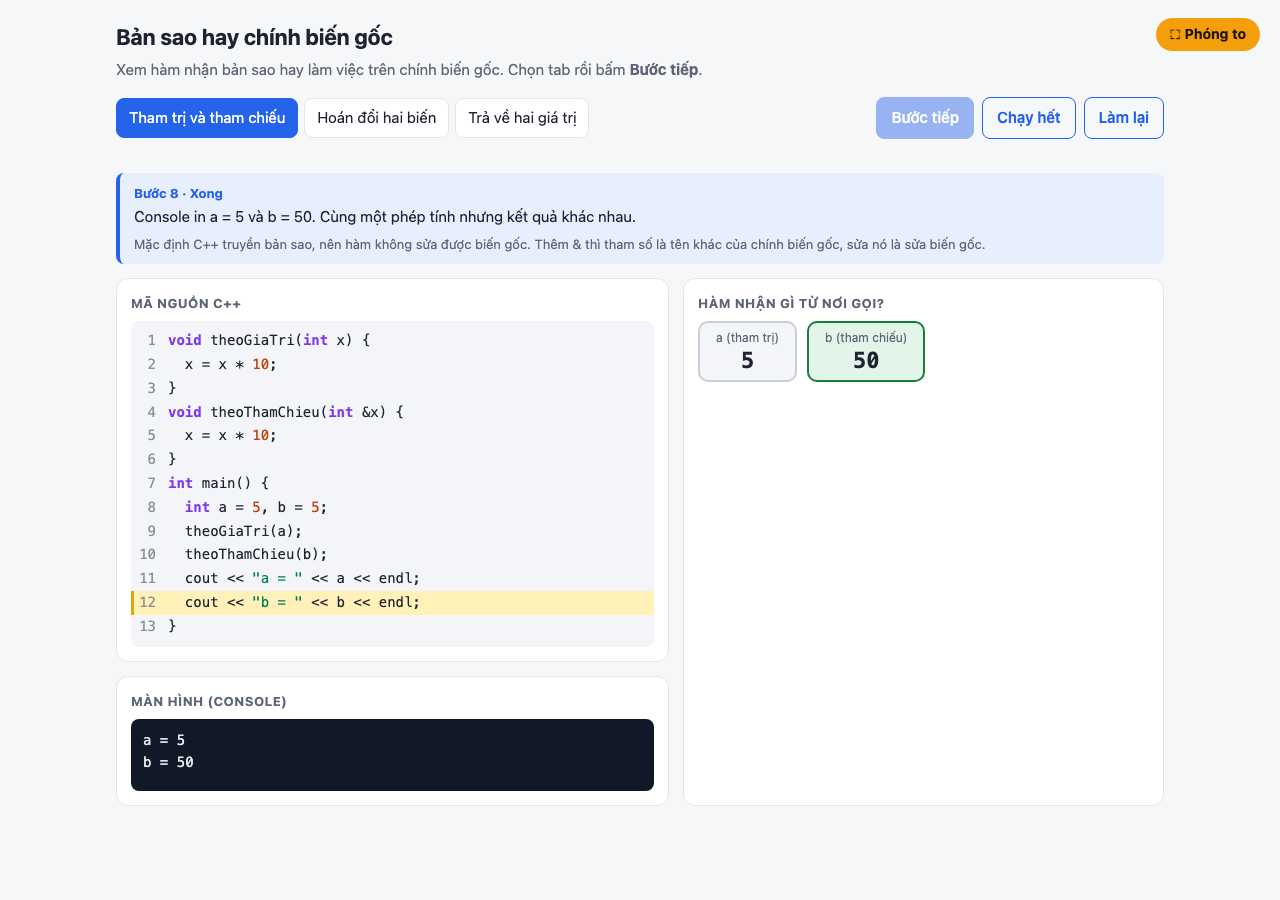 Bản sao hay chính biến gốc
⛶ Phóng to
Xem hàm nhận bản sao hay làm việc trên chính biến gốc. Chọn tab rồi bấm Bước tiếp.
Tham trị và tham chiếu
Hoán đổi hai biến
Trả về hai giá trị
Bước tiếp
Chạy hết
Làm lại
Bước 8 · Xong
Console in a = 5 và b = 50. Cùng một phép tính nhưng kết quả khác nhau.
Mặc định C++ truyền bản sao, nên hàm không sửa được biến gốc. Thêm & thì tham số là tên khác của chính biến gốc, sửa nó là sửa biến gốc.
MÃ NGUỒN C++
1 void theoGiaTri(int x) {
2   x = x * 10;
3 }
4 void theoThamChieu(int &x) {
5   x = x * 10;
6 }
7 int main() {
8   int a = 5, b = 5;
9   theoGiaTri(a);
10   theoThamChieu(b);
11   cout << "a = " << a << endl;
12   cout << "b = " << b << endl;
13 }
MÀN HÌNH (CONSOLE)
a = 5
b = 50
HÀM NHẬN GÌ TỪ NƠI GỌI?
a (tham trị)
5
b (tham chiếu)
50